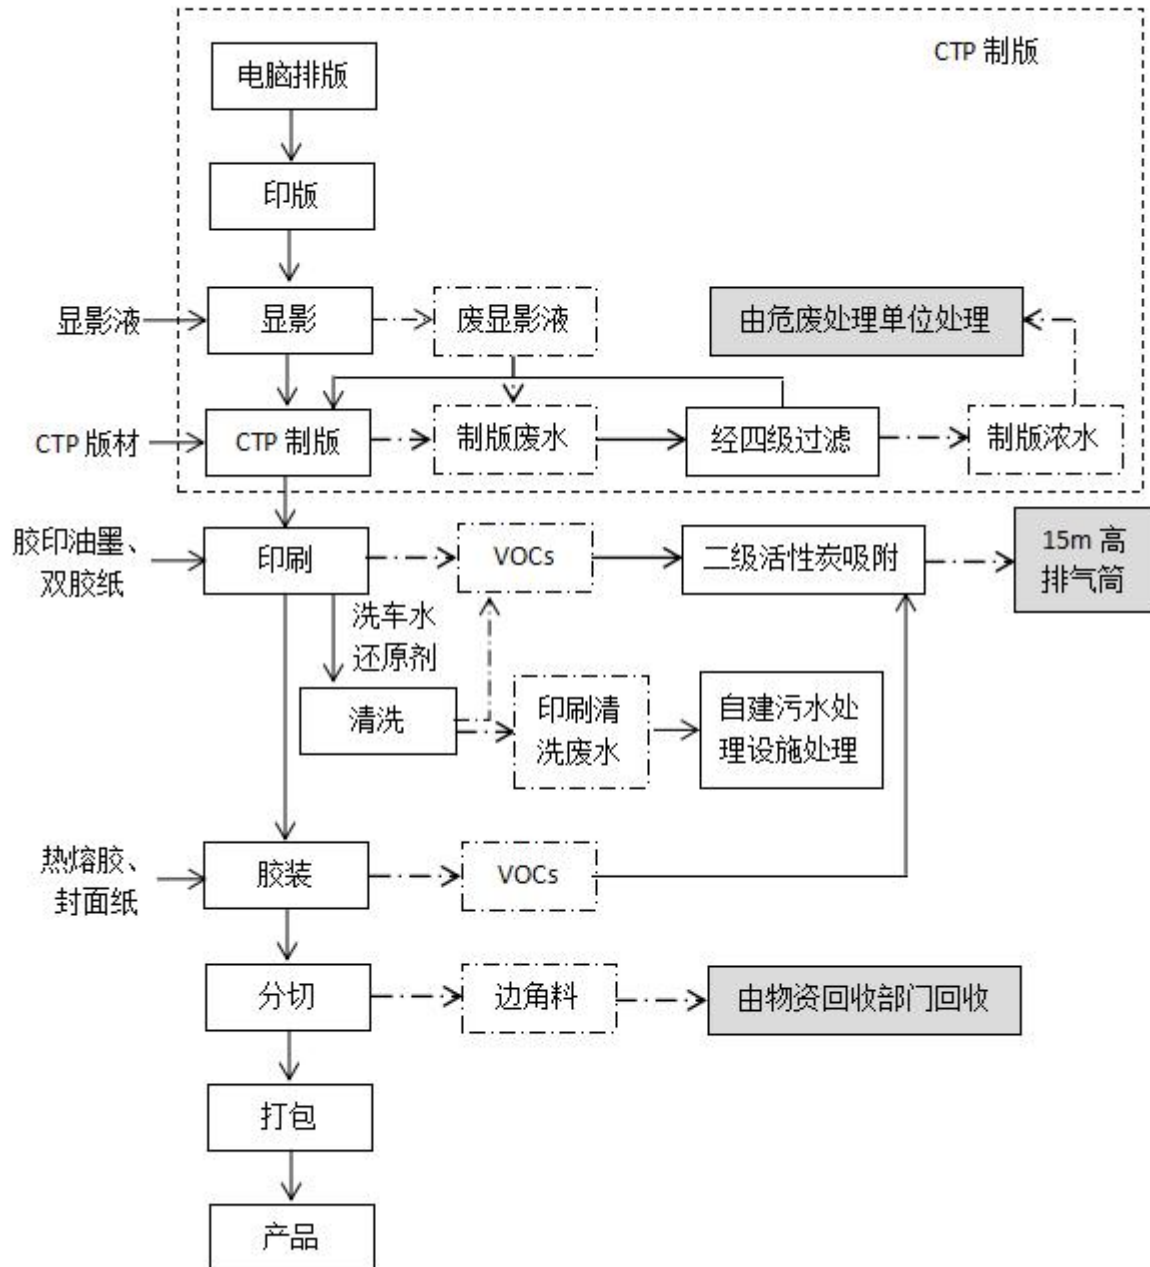 CTP 制版
电脑排版
印版
显影液
显影
废显影液
由危废处理单位处理
CTP 版材
CTP 制版
制版废水
经四级过滤
制版浓水
胶印油墨、
双胶纸
印刷
VOCs
二级活性炭吸附
15m 高
排气筒
洗车水
还原剂
清洗
印刷清
洗废水
自建污水处
理设施处理
热熔胶、
封面纸
胶装
VOCs
分切
边角料
由物资回收部门回收
打包
产品